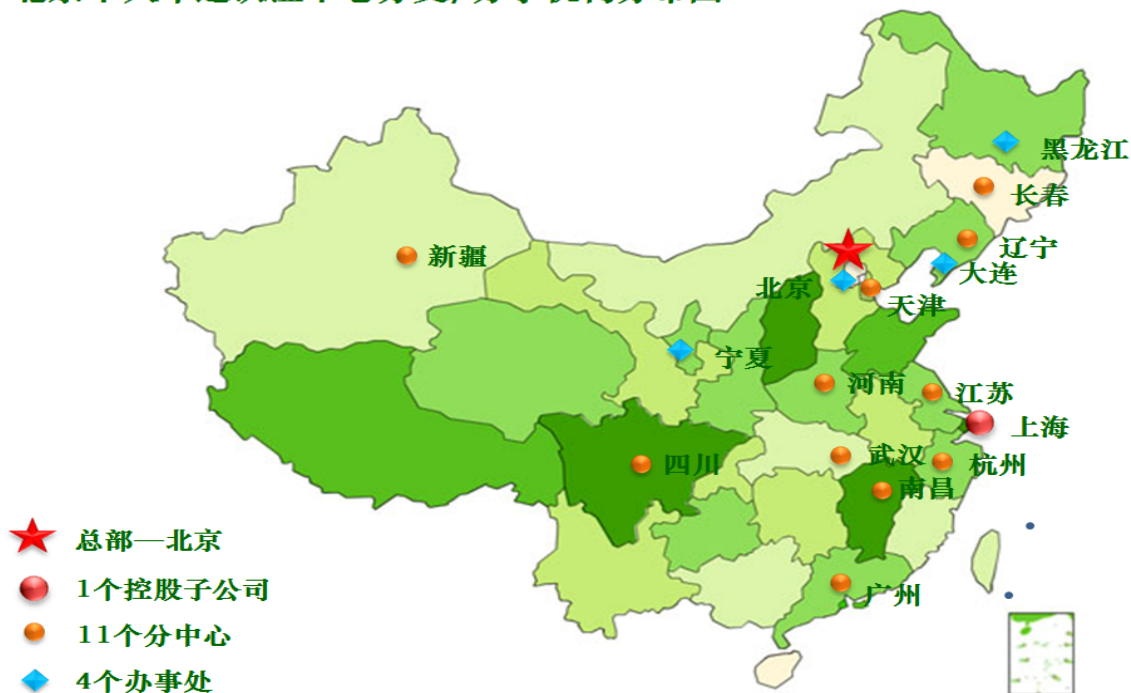 黑龙江
长春
辽宁
新疆
大连
北京
天津
宁夏
河南
江苏
上海
武汉
杭州
四川
南昌
广州
总部—北京
1个控股子公司
11个分中心
4个办事处